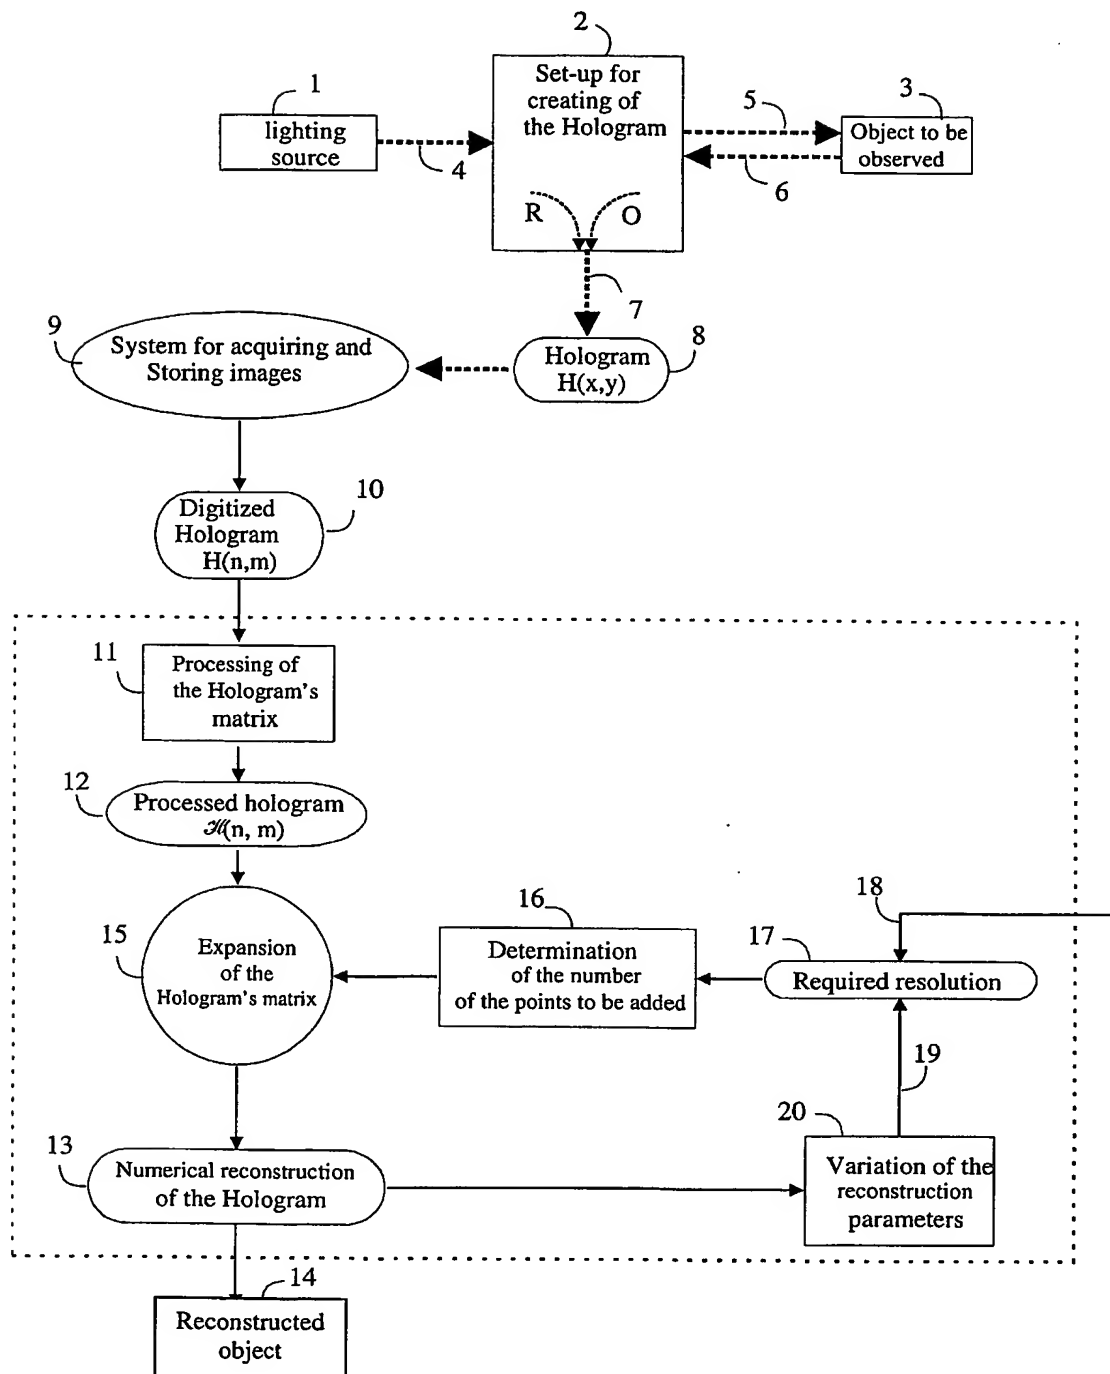 2
1
Set-up for
creating of
the Hologram
5
3
lighting
source
Object to be
observed
4
6
R
O
7
9
8
System for acquiring and
Storing images
Hologram
H(x,y)
10
Digitized
Hologram
H(n,m)
11
Processing of
the Hologram's
matrix
12
Processed hologram
ℋ(n, m)
18
16
17
15
Expansion
of the
Hologram's matrix
Determination
of the number
of the points to be added
Required resolution
19
20
13
Numerical reconstruction
of the Hologram
Variation of the
reconstruction
parameters
14
Reconstructed
object